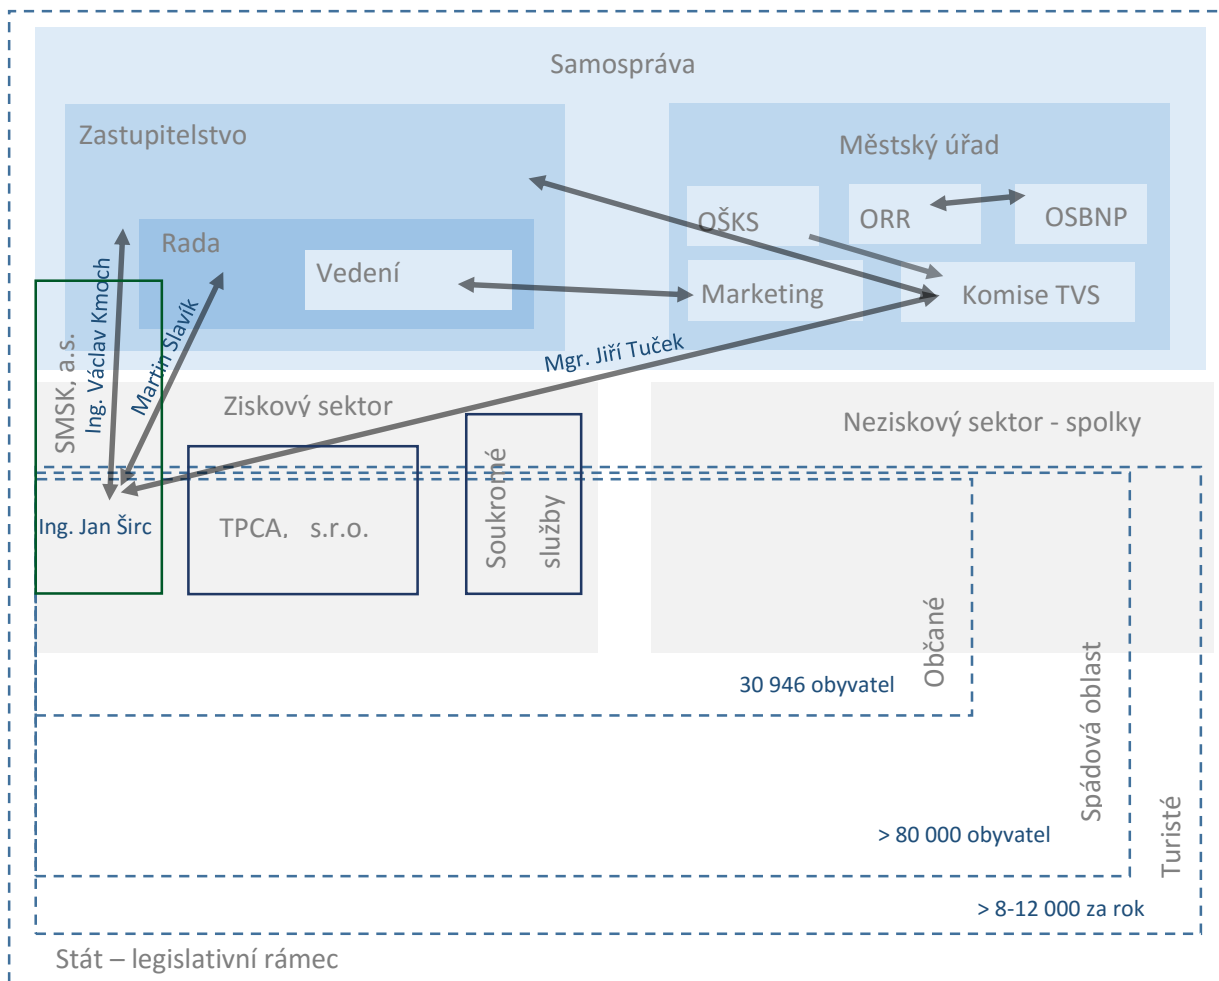 Samospráva
Zastupitelstvo
Městský úřad
OŠKS
ORR
OSBNP
Rada
Vedení
Marketing
Komise TVS
SMSK, a.s.
Ing. Václav Kmoch
Martin Slavík
Mgr. Jiří Tuček
Ziskový sektor
Neziskový sektor - spolky
Ing. Jan Širc
TPCA, s.r.o.
Soukromé
služby
Občané
30 946 obyvatel
Spádová oblast
> 80 000 obyvatel
Turisté
> 8-12 000 za rok
Stát – legislativní rámec